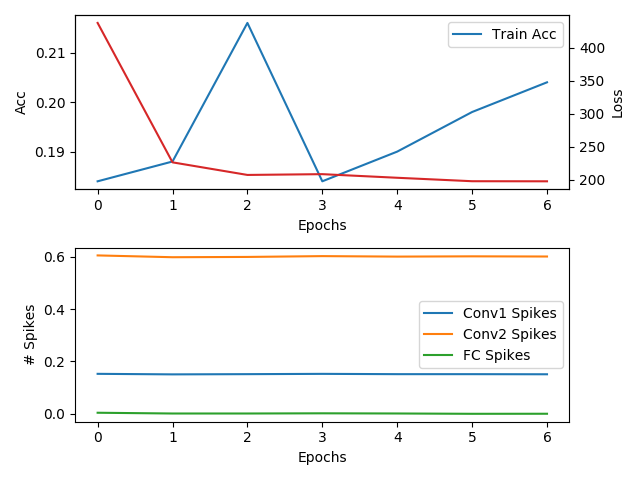 Train Acc
Acc
Loss
0.21
0.20
0.19
400
350
300
250
200
0 1 2 3 4 5 6
Epochs
# Spikes
0.6
0.4
0.2
0.0
Conv1 Spikes
Conv2 Spikes
FC Spikes
0 1 2 3 4 5 6
Epochs